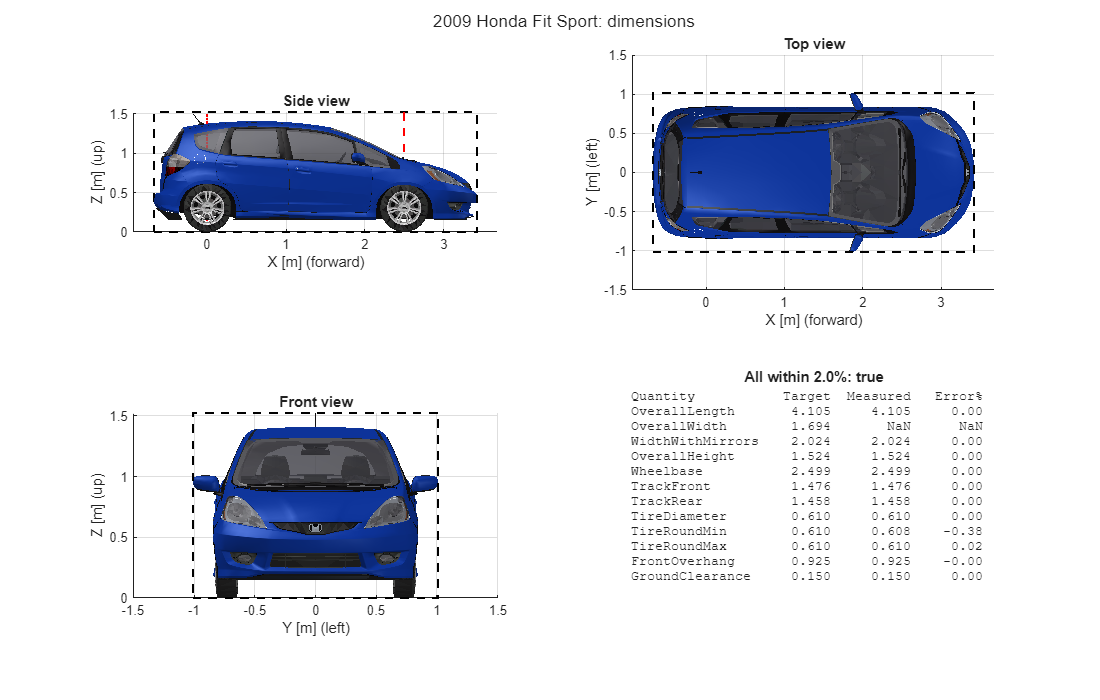 2009 Honda Fit Sport: dimensions
Side view
1.5
1
0.5
0
Z [m] (up)
0 1 2 3
X [m] (forward)
Top view
1.5
1
0.5
0
-0.5
-1
-1.5
Y [m] (left)
0 1 2 3
X [m] (forward)
Front view
1.5
1
0.5
0
Z [m] (up)
-1.5 -1 -0.5 0 0.5 1 1.5
Y [m] (left)
All within 2.0%: true
Quantity Target Measured Error%
OverallLength 4.105 4.105 0.00
OverallWidth 1.694 NaN NaN
WidthWithMirrors 2.024 2.024 0.00
OverallHeight 1.524 1.524 0.00
Wheelbase 2.499 2.499 0.00
TrackFront 1.476 1.476 0.00
TrackRear 1.458 1.458 0.00
TireDiameter 0.610 0.610 0.00
TireRoundMin 0.610 0.608 -0.38
TireRoundMax 0.610 0.610 0.02
FrontOverhang 0.925 0.925 -0.00
GroundClearance 0.150 0.150 0.00